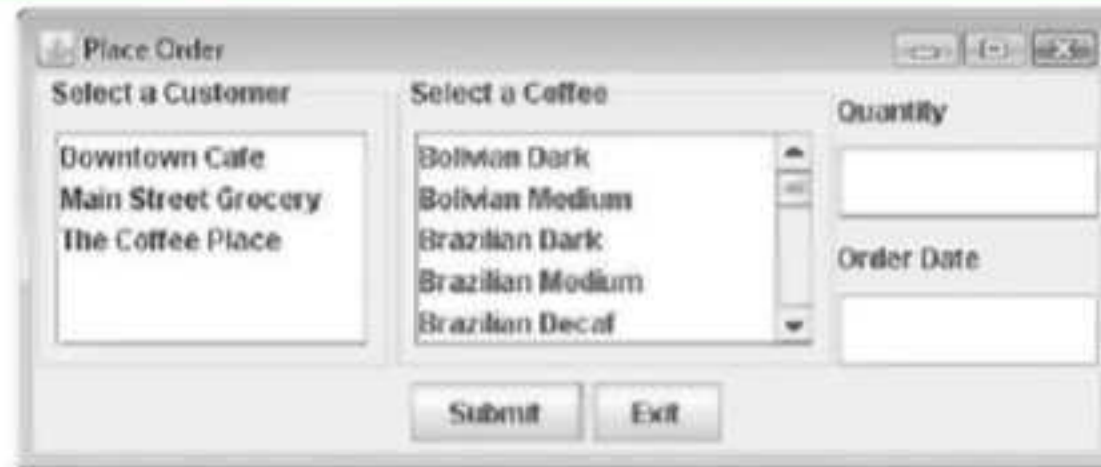 Place Order
Select a Customer
Downtown Cafe
Main Street Grocery
The Coffee Place
Select a Coffee
Bolivian Dark
Bolivian Medium
Brazilian Dark
Brazilian Medium
Brazilian Decaf
Quantity
Order Date
Submit
Exit